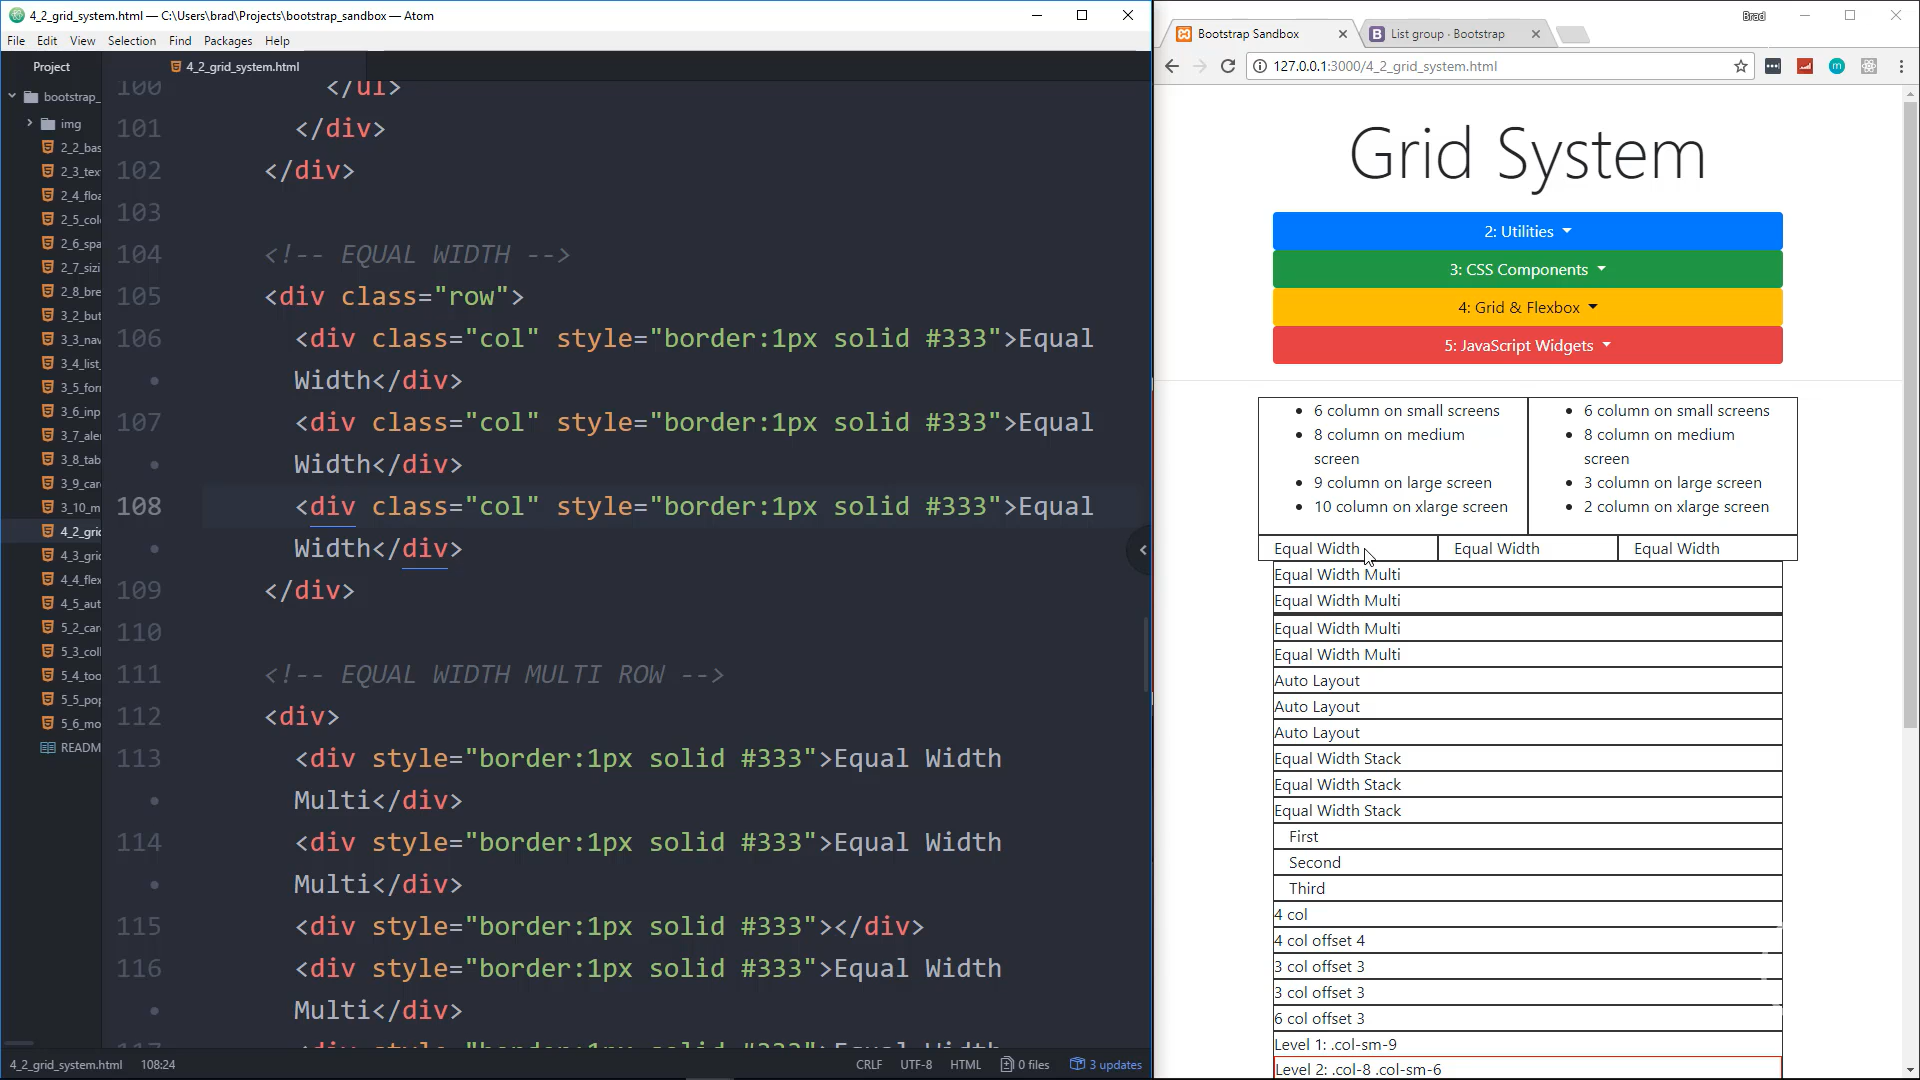 4_2_grid_system.html — C:\Users\brad\Projects\bootstrap_sandbox — Atom
File Edit View Selection Find Packages Help
Project
bootstrap_
img
2_2_bas
2_3_tex
2_4_floa
2_5_colo
2_6_spa
2_7_sizi
2_8_bre
3_2_but
3_3_nav
3_4_list_
3_5_forn
3_6_inp
3_7_aler
3_8_tab
3_9_care
3_10_m
4_2_grid
4_3_grid
4_4_flex
4_5_aut
5_2_car
5_3_coll
5_4_too
5_5_pop
5_6_mo
READM
4_2_grid_system.html
100 </ul>
101 </div>
102 </div>
103
104 <!-- EQUAL WIDTH -->
105 <div class="row">
106 <div class="col" style="border:1px solid #333">Equal
Width</div>
107 <div class="col" style="border:1px solid #333">Equal
Width</div>
108 <div class="col" style="border:1px solid #333">Equal
Width</div>
109 </div>
110
111 <!-- EQUAL WIDTH MULTI ROW -->
112 <div>
113 <div style="border:1px solid #333">Equal Width
Multi</div>
114 <div style="border:1px solid #333">Equal Width
Multi</div>
115 <div style="border:1px solid #333"></div>
116 <div style="border:1px solid #333">Equal Width
Multi</div>
4_2_grid_system.html 108:24 CRLF UTF-8 HTML 0 files 3 updates
Bootstrap Sandbox
List group · Bootstrap
Brad
127.0.0.1:3000/4_2_grid_system.html
Grid System
2: Utilities
3: CSS Components
4: Grid & Flexbox
5: JavaScript Widgets
6 column on small screens
8 column on medium
screen
9 column on large screen
10 column on xlarge screen
6 column on small screens
8 column on medium
screen
3 column on large screen
2 column on xlarge screen
Equal Width Equal Width Equal Width
Equal Width Multi
Equal Width Multi
Equal Width Multi
Equal Width Multi
Auto Layout
Auto Layout
Auto Layout
Equal Width Stack
Equal Width Stack
Equal Width Stack
First
Second
Third
4 col
4 col offset 4
3 col offset 3
3 col offset 3
6 col offset 3
Level 1: .col-sm-9
Level 2: .col-8 .col-sm-6